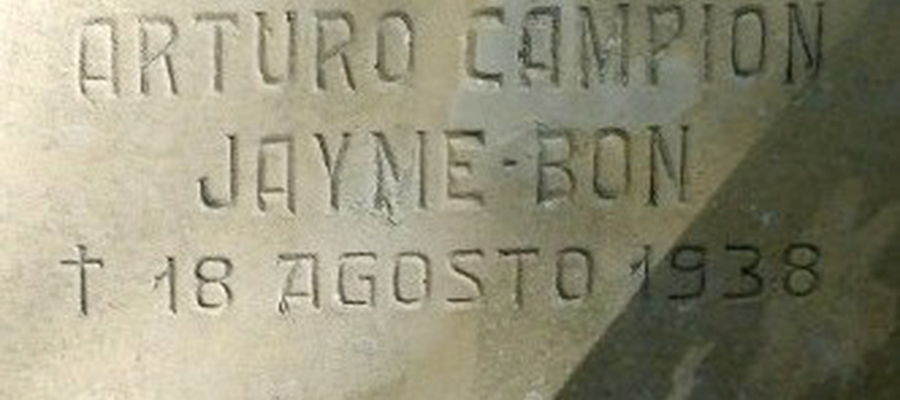 ARTURO CAMPION
JAYME-BON
† 18 AGOSTO 1938